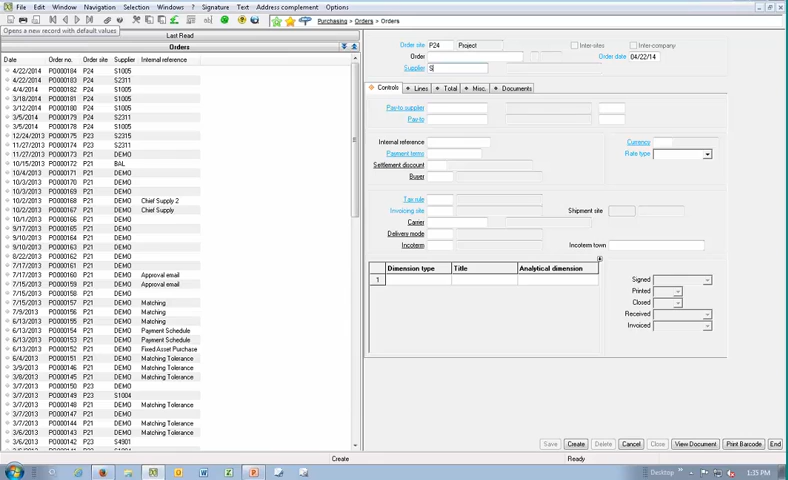 File Edit Window Navigation Selection Windows ? Signature Tools Address complement Options
Purchasing > Orders > Orders
Opens a new record with default values
Last Read
Orders
Date Order no. Order site Supplier Internal reference
4/22/2014 PO000184 P24 S1005
4/22/2014 PO000183 P24 S2311
4/4/2014 PO000182 P24 S1005
3/18/2014 PO000181 P24 S1005
3/12/2014 PO000180 P24 S1005
3/5/2014 PO000179 P24 S2311
3/5/2014 PO000178 P24 S1005
12/24/2013 PO000175 P23 S2315
11/27/2013 PO000174 P23 S2311
11/27/2013 PO000173 P21 DEMO
10/15/2013 PO000172 P21 BAL
10/4/2013 PO000171 P21 DEMO
10/3/2013 PO000170 P21 DEMO
10/3/2013 PO000169 P21 DEMO
10/2/2013 PO000168 P21 DEMO Chief Supply 2
10/2/2013 PO000167 P21 DEMO Chief Supply
10/1/2013 PO000166 P21 DEMO
9/17/2013 PO000165 P21 DEMO
9/10/2013 PO000164 P21 DEMO
9/10/2013 PO000163 P21 DEMO
8/22/2013 PO000162 P21 DEMO
7/17/2013 PO000161 P21 DEMO
7/17/2013 PO000160 P21 DEMO Approval email
7/15/2013 PO000159 P21 DEMO Approval email
7/15/2013 PO000158 P21 DEMO
7/15/2013 PO000157 P21 DEMO Matching
7/9/2013 PO000156 P21 DEMO Matching
6/13/2013 PO000155 P21 DEMO Matching
6/13/2013 PO000154 P21 DEMO Payment Schedule
6/13/2013 PO000153 P21 DEMO Payment Schedule
6/13/2013 PO000152 P21 DEMO Fixed Asset Purchase
6/4/2013 PO000151 P21 DEMO Matching Tolerance
3/9/2013 PO000146 P21 DEMO Matching Tolerance
3/8/2013 PO000145 P21 DEMO Matching Tolerance
3/7/2013 PO000150 P23 DEMO
3/7/2013 PO000149 P23 S1004
3/7/2013 PO000148 P21 DEMO Matching Tolerance
3/7/2013 PO000147 P21 DEMO
3/7/2013 PO000144 P21 DEMO Matching Tolerance
3/6/2013 PO000143 P21 DEMO Matching Tolerance
3/6/2013 PO000142 P23 S4901
Order site P24 Project Inter-sites Inter-company
Order Order date 04/22/14
Supplier S
Controls Lines Total Misc. Documents
Pay-to supplier
Pay-to
Internal reference Currency
Payment terms Rate type
Settlement discount
Buyer
Tax rule
Invoicing site Shipment site
Carrier
Delivery mode
Incoterm Incoterm town
Dimension type Title Analytical dimension
1
Signed
Printed
Closed
Received
Invoiced
Save Create Delete Cancel Close View Document Print Barcode End
Create Ready
Desktop 1:35 PM